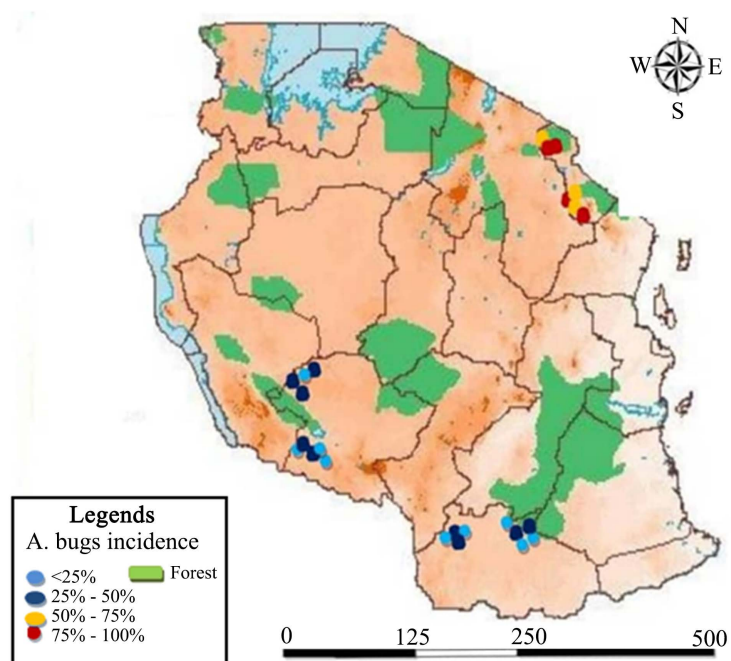 N
W E
S
Legends
A. bugs incidence
<25% Forest
25% - 50%
50% - 75%
75% - 100%
0 125 250 500